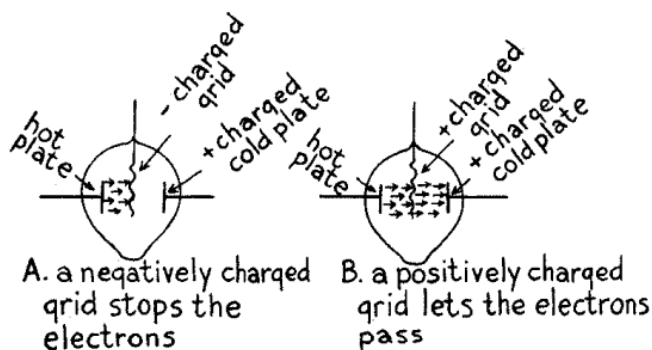 hot
plate
- charged
grid
+ charged
cold plate
A. a negatively charged
grid stops the
electrons
hot
plate
+ charged
grid
+ charged
cold plate
B. a positively charged
grid lets the electrons
pass